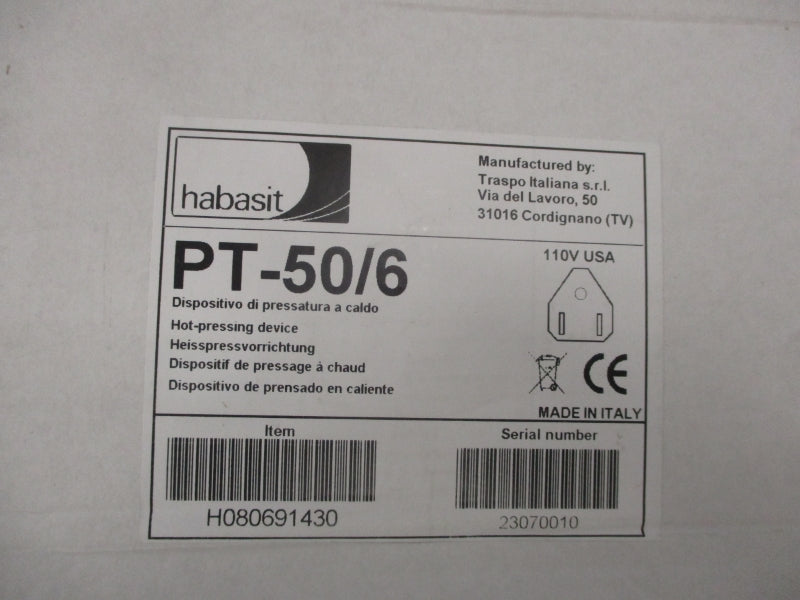 habasit
Manufactured by:
Traspo Italiana s.r.l.
Via del Lavoro, 50
31016 Cordignano (TV)
PT-50/6
Dispositivo di pressatura a caldo
Hot-pressing device
Heisspressvorrichtung
Dispositif de pressage à chaud
Dispositivo de prensado en caliente
110V USA
CE
MADE IN ITALY
Item
H080691430
Serial number
23070010